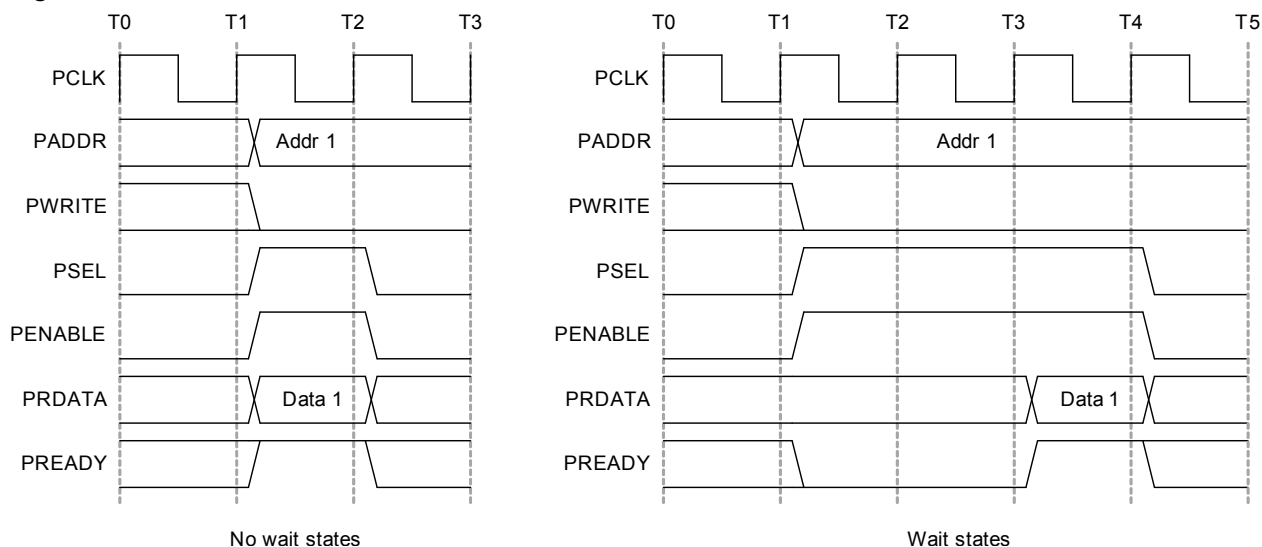 T0 T1 T2 T3 T0 T1 T2 T3 T4 T5
PCLK PCLK
PADDR Addr 1 PADDR Addr 1
PWRITE PWRITE
PSEL PSEL
PENABLE PENABLE
PRDATA Data 1 PRDATA Data 1
PREADY PREADY
No wait states Wait states